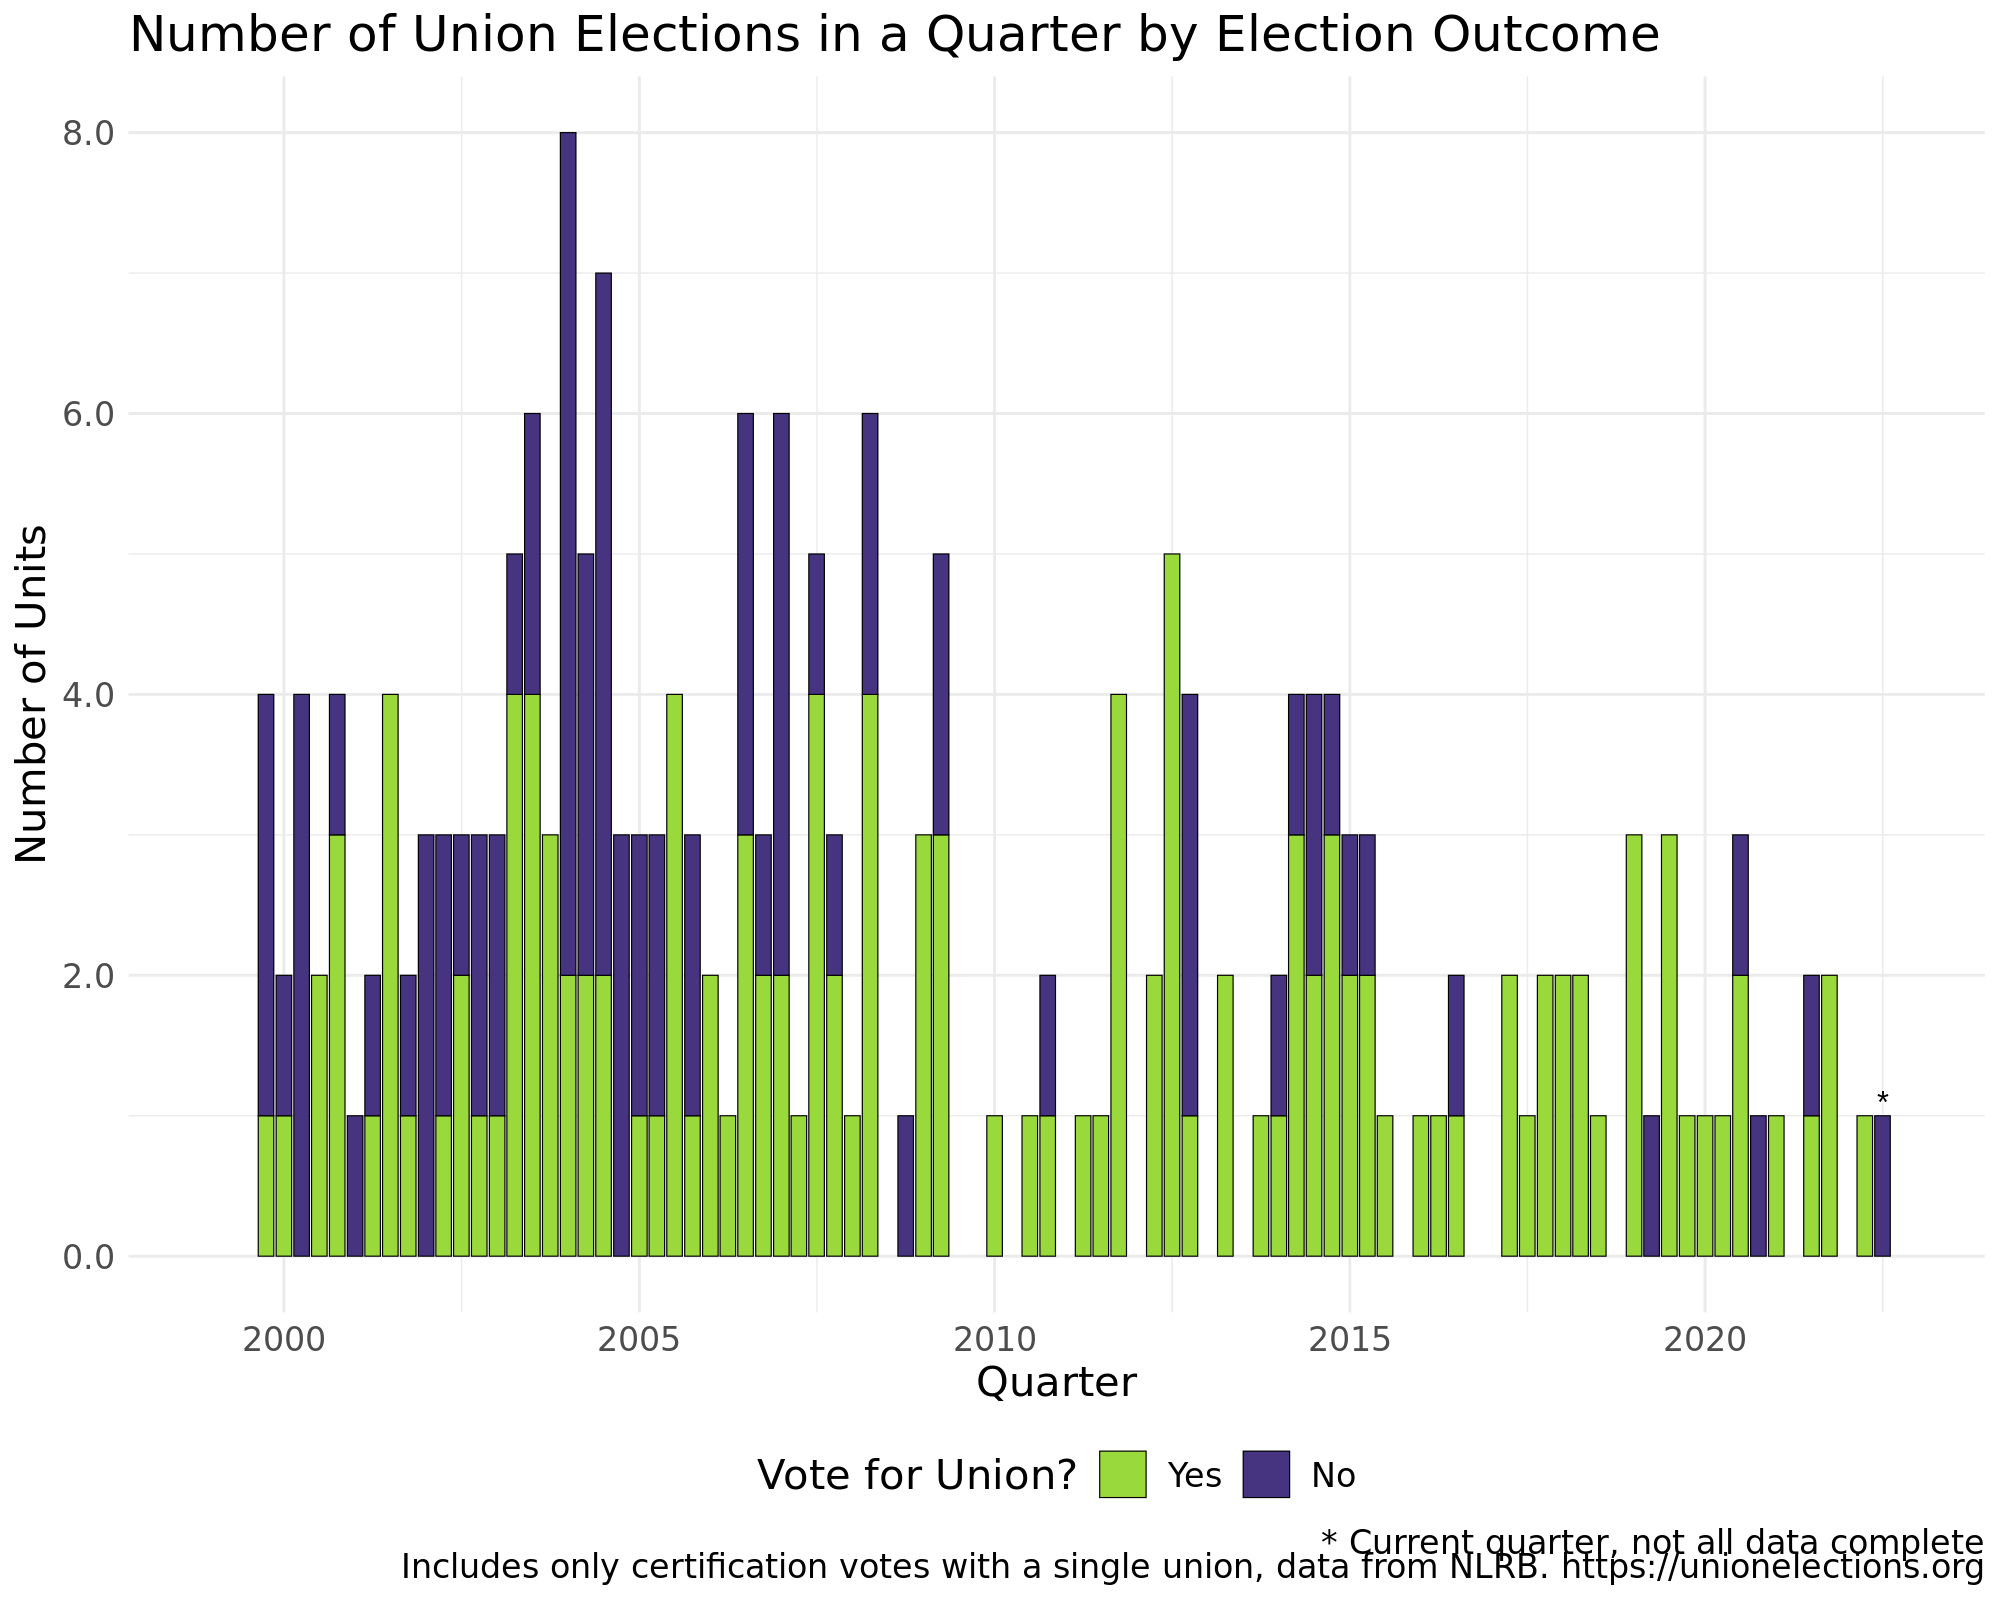 Number of Union Elections in a Quarter by Election Outcome
8.0
6.0
4.0
2.0
0.0
Number of Units
*
2000 2005 2010 2015 2020
Quarter
Vote for Union? Yes No
* Current quarter, not all data complete
Includes only certification votes with a single union, data from NLRB. https://unionelections.org